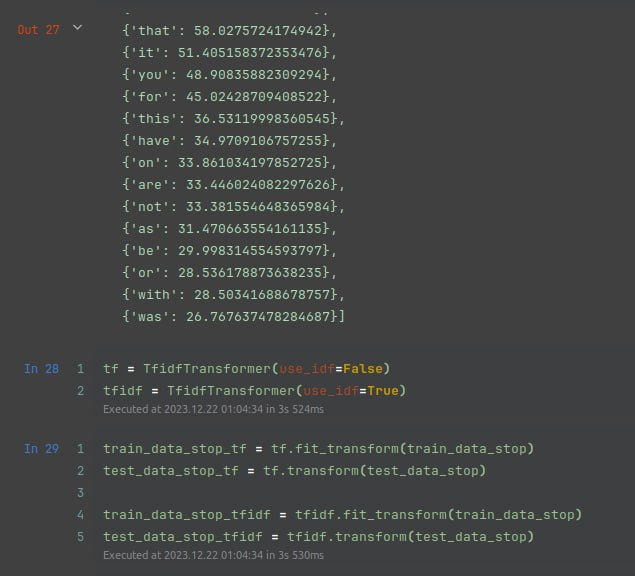 Out 27
{'that': 58.0275724174942},
{'it': 51.405158372353476},
{'you': 48.90835882309294},
{'for': 45.02428709408522},
{'this': 36.53119998360545},
{'have': 34.9709106757255},
{'on': 33.861034197852725},
{'are': 33.446024082297626},
{'not': 33.381554648365984},
{'as': 31.470663554161135},
{'be': 29.998314554593797},
{'or': 28.536178873638235},
{'with': 28.50341688678757},
{'was': 26.767637478284687}]
In 28 1 tf = TfidfTransformer(use_idf=False)
2 tfidf = TfidfTransformer(use_idf=True)
Executed at 2023.12.22 01:04:34 in 3s 524ms
In 29 1 train_data_stop_tf = tf.fit_transform(train_data_stop)
2 test_data_stop_tf = tf.transform(test_data_stop)
3
4 train_data_stop_tfidf = tfidf.fit_transform(train_data_stop)
5 test_data_stop_tfidf = tfidf.transform(test_data_stop)
Executed at 2023.12.22 01:04:34 in 3s 530ms